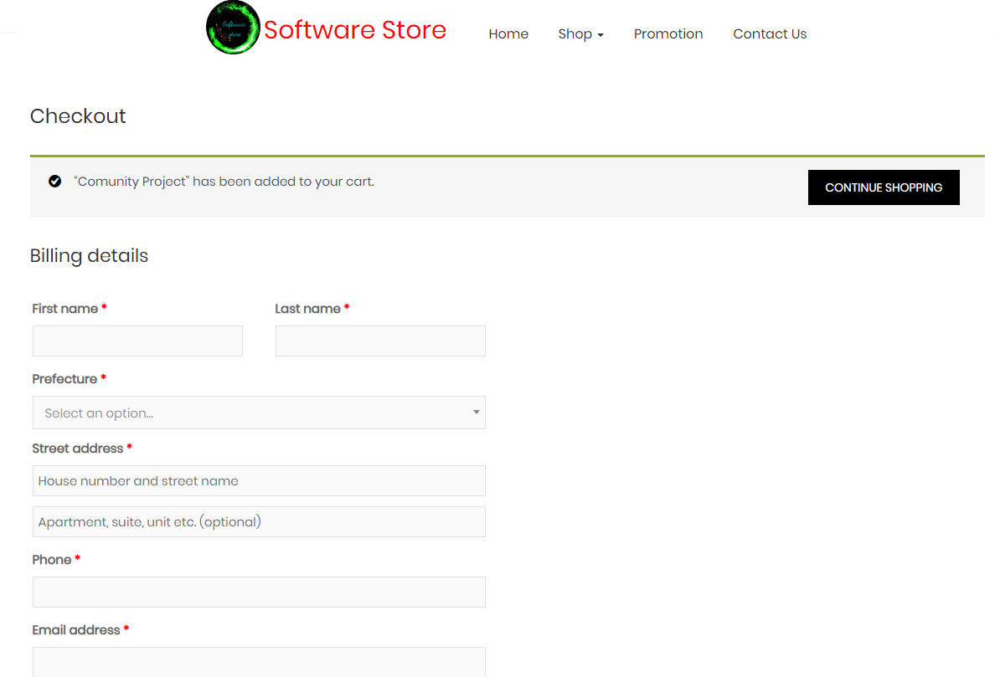 Software
store
Software Store
Home
Shop
Promotion
Contact Us
Checkout
“Comunity Project” has been added to your cart.
CONTINUE SHOPPING
Billing details
First name *
Last name *
Prefecture *
Select an option...
Street address *
House number and street name
Apartment, suite, unit etc. (optional)
Phone *
Email address *